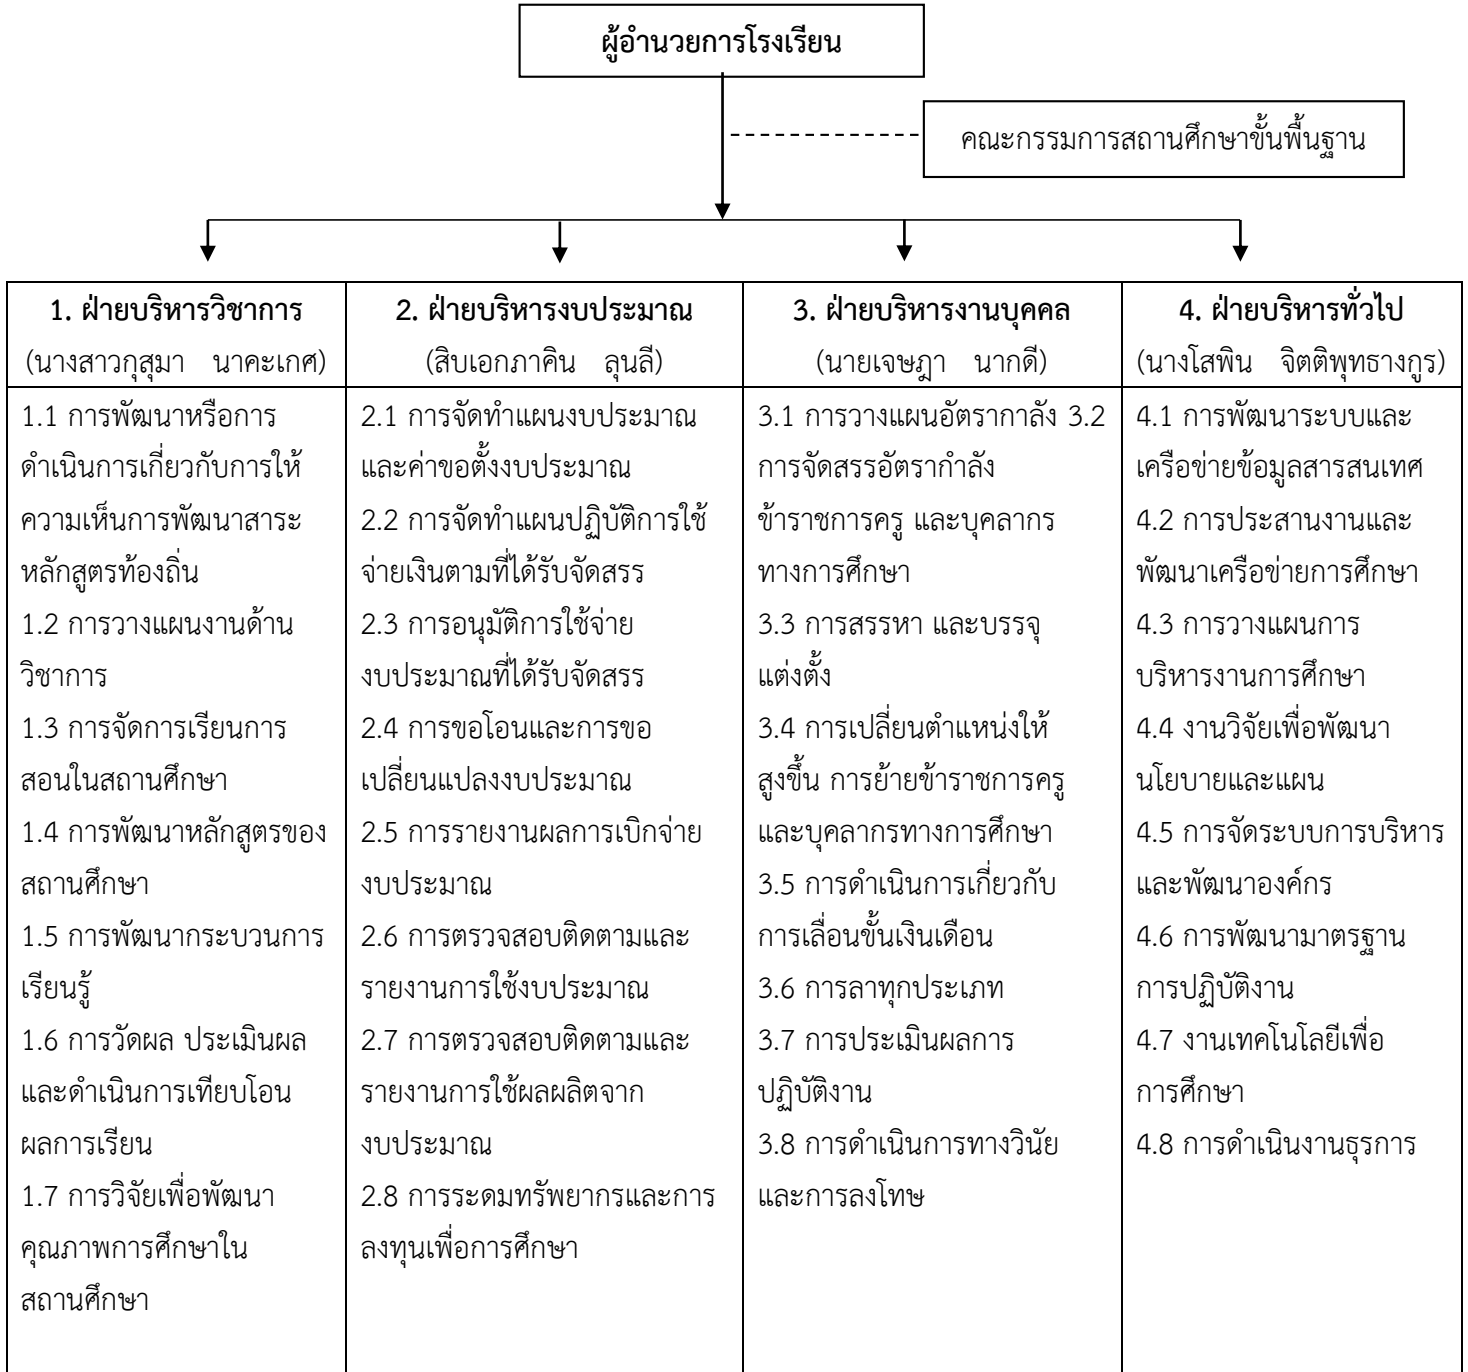 ผู้อำนวยการโรงเรียน
คณะกรรมการสถานศึกษาขั้นพื้นฐาน
1. ฝ่ายบริหารวิชาการ
(นางสาวกุสุมา นาคะเกศ)
1.1 การพัฒนาหรือการ
ดำเนินการเกี่ยวกับการให้
ความเห็นการพัฒนาสาระ
หลักสูตรท้องถิ่น
1.2 การวางแผนงานด้าน
วิชาการ
1.3 การจัดการเรียนการ
สอนในสถานศึกษา
1.4 การพัฒนาหลักสูตรของ
สถานศึกษา
1.5 การพัฒนากระบวนการ
เรียนรู้
1.6 การวัดผล ประเมินผล
และดำเนินการเทียบโอน
ผลการเรียน
1.7 การวิจัยเพื่อพัฒนา
คุณภาพการศึกษาใน
สถานศึกษา
2. ฝ่ายบริหารงบประมาณ
(สิบเอกภาคิน ลุนลี)
2.1 การจัดทำแผนงบประมาณ
และค่าขอตั้งงบประมาณ
2.2 การจัดทำแผนปฏิบัติการใช้
จ่ายเงินตามที่ได้รับจัดสรร
2.3 การอนุมัติการใช้จ่าย
งบประมาณที่ได้รับจัดสรร
2.4 การขอโอนและการขอ
เปลี่ยนแปลงงบประมาณ
2.5 การรายงานผลการเบิกจ่าย
งบประมาณ
2.6 การตรวจสอบติดตามและ
รายงานการใช้งบประมาณ
2.7 การตรวจสอบติดตามและ
รายงานการใช้ผลผลิตจาก
งบประมาณ
2.8 การระดมทรัพยากรและการ
ลงทุนเพื่อการศึกษา
3. ฝ่ายบริหารงานบุคคล
(นายเจษฎา นากดี)
3.1 การวางแผนอัตรากาลัง 3.2
การจัดสรรอัตรากำลัง
ข้าราชการครู และบุคลากร
ทางการศึกษา
3.3 การสรรหา และบรรจุ
แต่งตั้ง
3.4 การเปลี่ยนตำแหน่งให้
สูงขึ้น การย้ายข้าราชการครู
และบุคลากรทางการศึกษา
3.5 การดำเนินการเกี่ยวกับ
การเลื่อนขั้นเงินเดือน
3.6 การลาทุกประเภท
3.7 การประเมินผลการ
ปฏิบัติงาน
3.8 การดำเนินการทางวินัย
และการลงโทษ
4. ฝ่ายบริหารทั่วไป
(นางโสพิน จิตติพุทธางกูร)
4.1 การพัฒนาระบบและ
เครือข่ายข้อมูลสารสนเทศ
4.2 การประสานงานและ
พัฒนาเครือข่ายการศึกษา
4.3 การวางแผนการ
บริหารงานการศึกษา
4.4 งานวิจัยเพื่อพัฒนา
นโยบายและแผน
4.5 การจัดระบบการบริหาร
และพัฒนาองค์กร
4.6 การพัฒนามาตรฐาน
การปฏิบัติงาน
4.7 งานเทคโนโลยีเพื่อ
การศึกษา
4.8 การดำเนินงานธุรการ